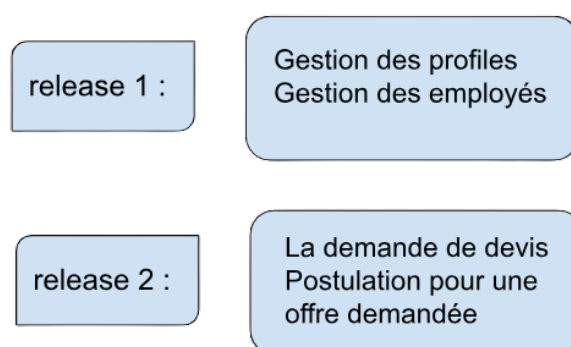 release 1 :
Gestion des profiles
Gestion des employés
release 2 :
La demande de devis
Postulation pour une
offre demandée